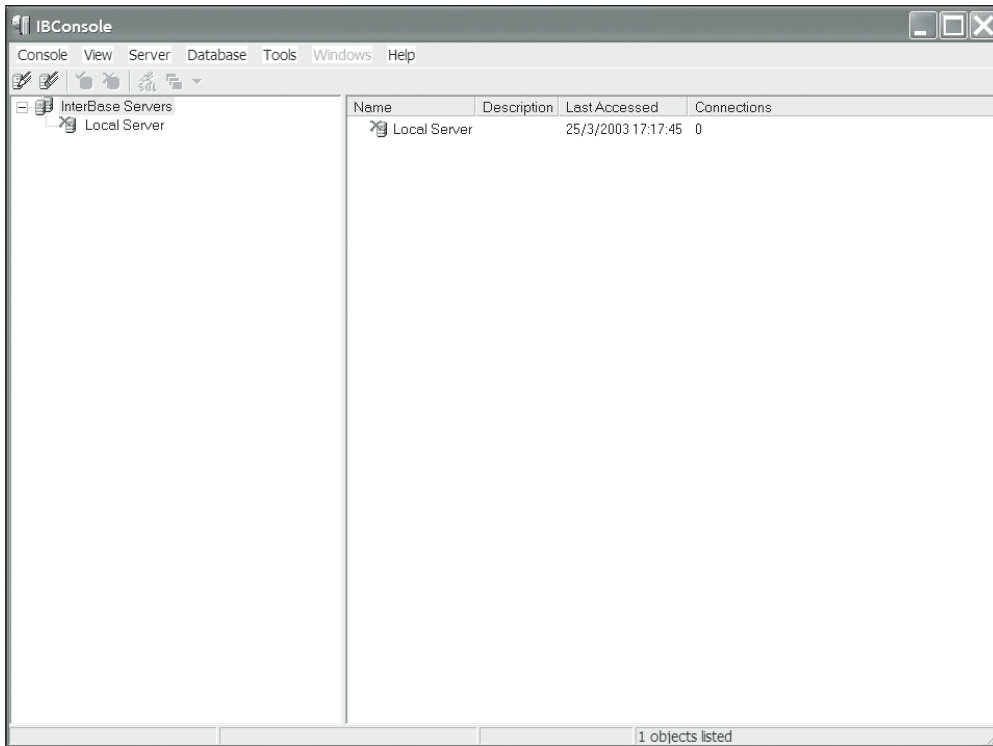 IBConsole
Console View Server Database Tools Windows Help
SQL
InterBase Servers
Local Server
Name Description Last Accessed Connections
Local Server 25/3/2003 17:17:45 0
1 objects listed